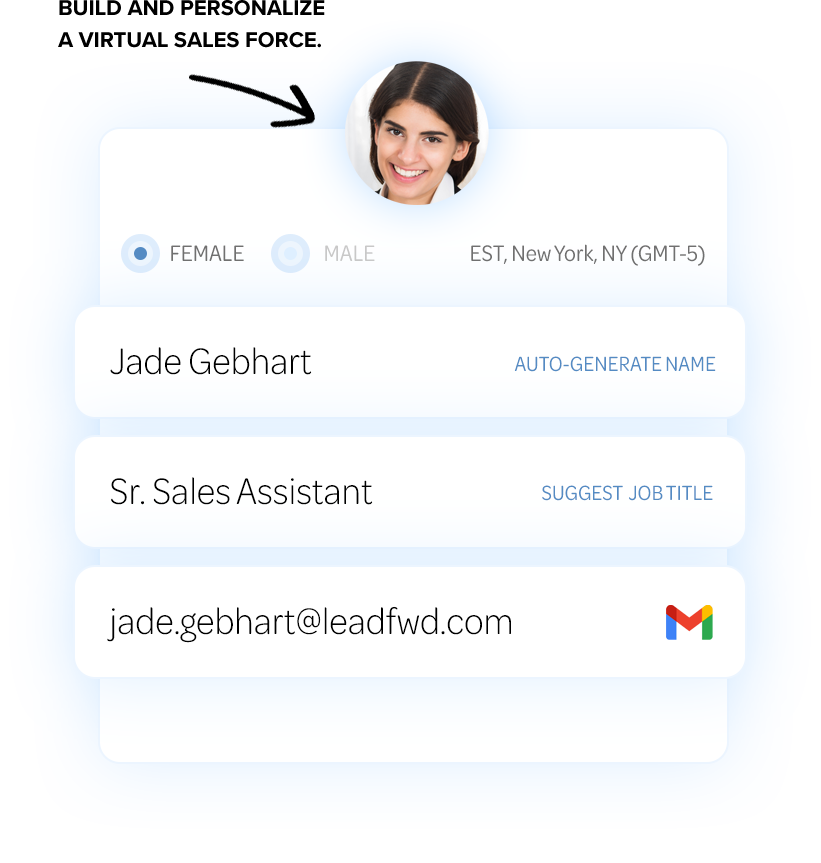 BUILD AND PERSONALIZE
A VIRTUAL SALES FORCE.
FEMALE MALE EST, New York, NY (GMT-5)
Jade Gebhart AUTO-GENERATE NAME
Sr. Sales Assistant SUGGEST JOB TITLE
jade.gebhart@leadfwd.com